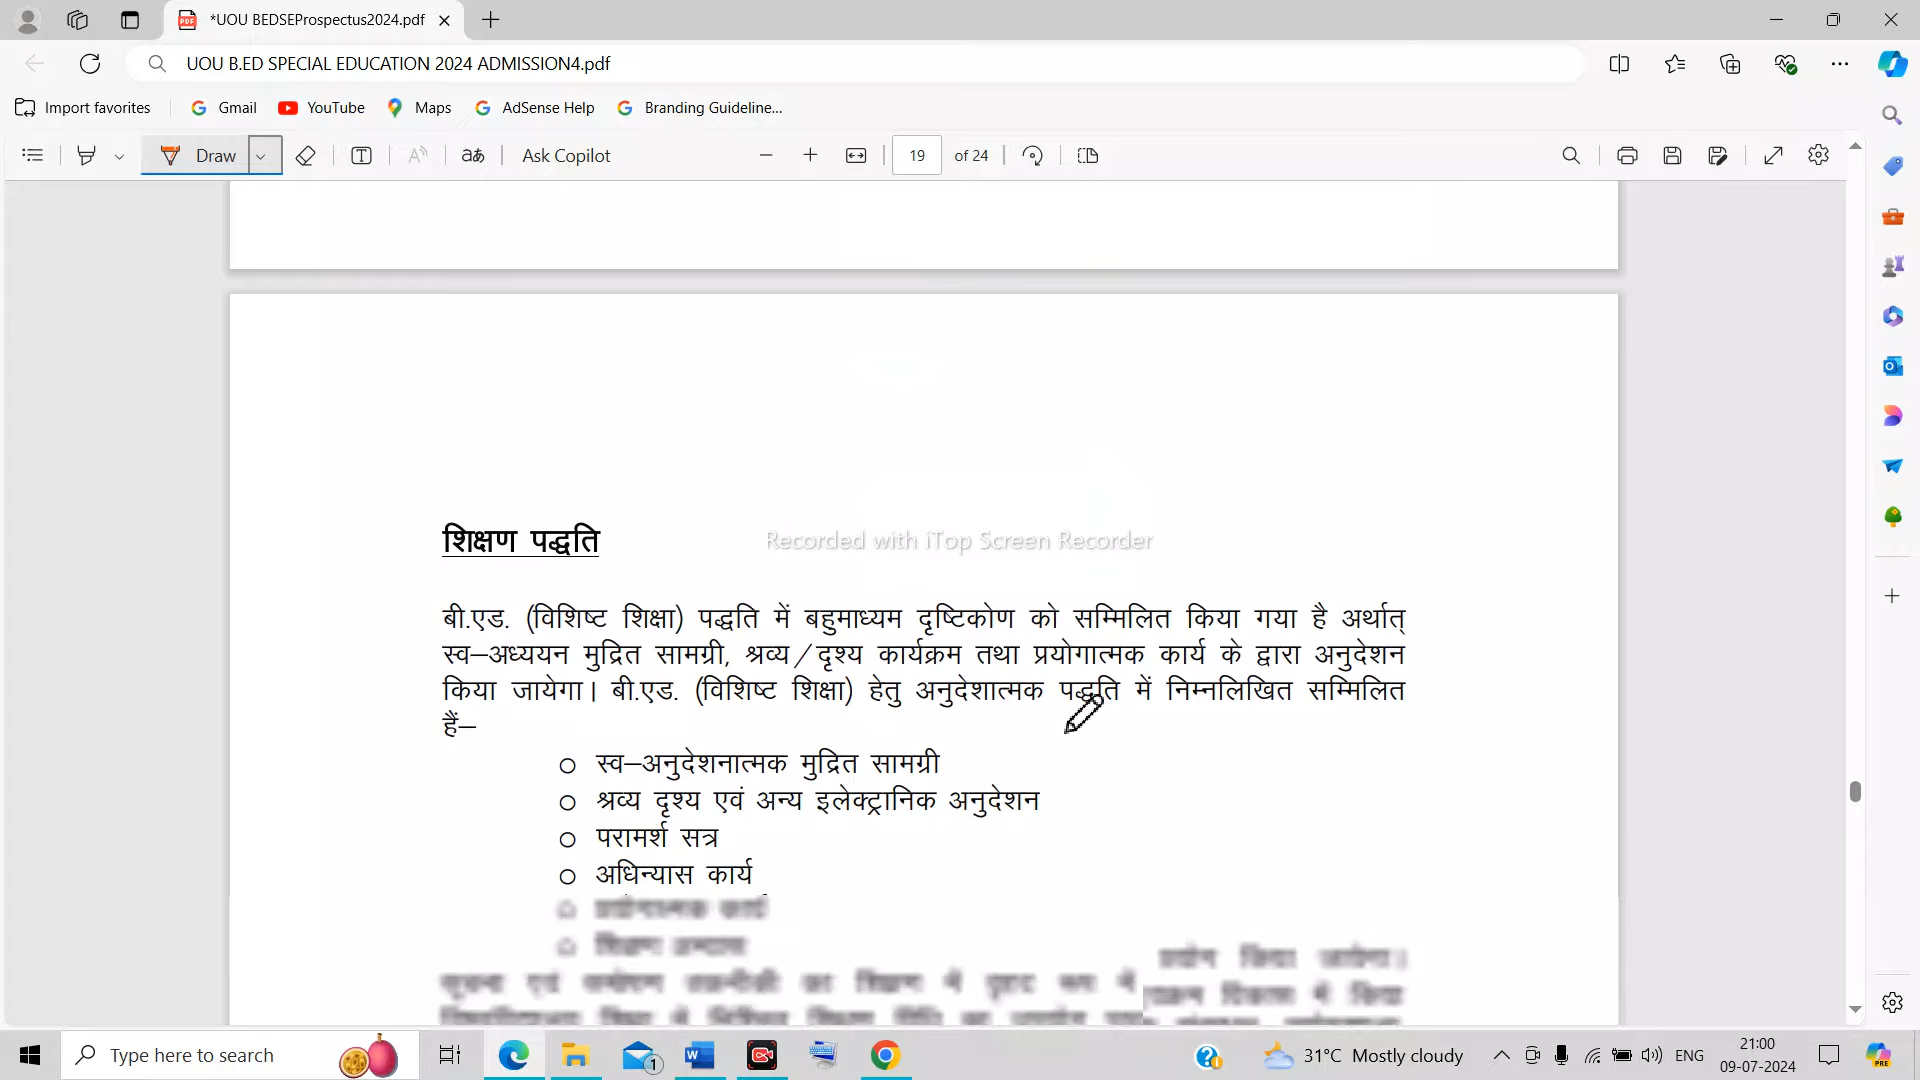 *UOU BEDSEProspectus2024.pdf
UOU B.ED SPECIAL EDUCATION 2024 ADMISSION4.pdf
Import favorites Gmail YouTube Maps AdSense Help Branding Guideline...
Draw Ask Copilot 19 of 24
शिक्षण पद्धति
Recorded with iTop Screen Recorder
बी.एड. (विशिष्ट शिक्षा) पद्धति में बहुमाध्यम दृष्टिकोण को सम्मिलित किया गया है अर्थात्
स्व–अध्ययन मुद्रित सामग्री, श्रव्य/दृश्य कार्यक्रम तथा प्रयोगात्मक कार्य के द्वारा अनुदेशन
किया जायेगा। बी.एड. (विशिष्ट शिक्षा) हेतु अनुदेशात्मक पद्धति में निम्नलिखित सम्मिलित
हैं–
स्व–अनुदेशनात्मक मुद्रित सामग्री
श्रव्य दृश्य एवं अन्य इलेक्ट्रानिक अनुदेशन
परामर्श सत्र
अधिन्यास कार्य
Type here to search 1 31°C Mostly cloudy ENG 21:00
09-07-2024